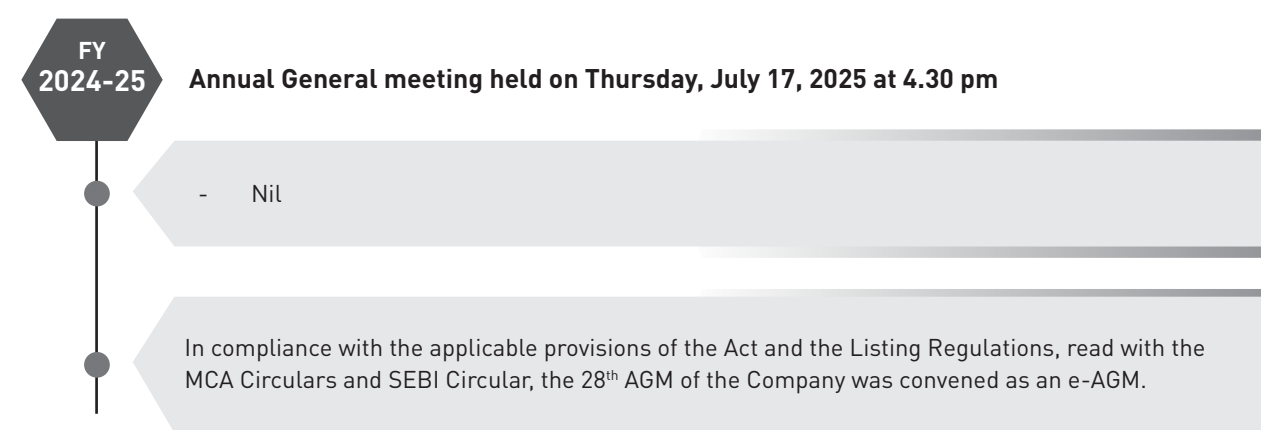 FY
2024-25
Annual General meeting held on Thursday, July 17, 2025 at 4.30 pm
- Nil
In compliance with the applicable provisions of the Act and the Listing Regulations, read with the
MCA Circulars and SEBI Circular, the 28th AGM of the Company was convened as an e-AGM.